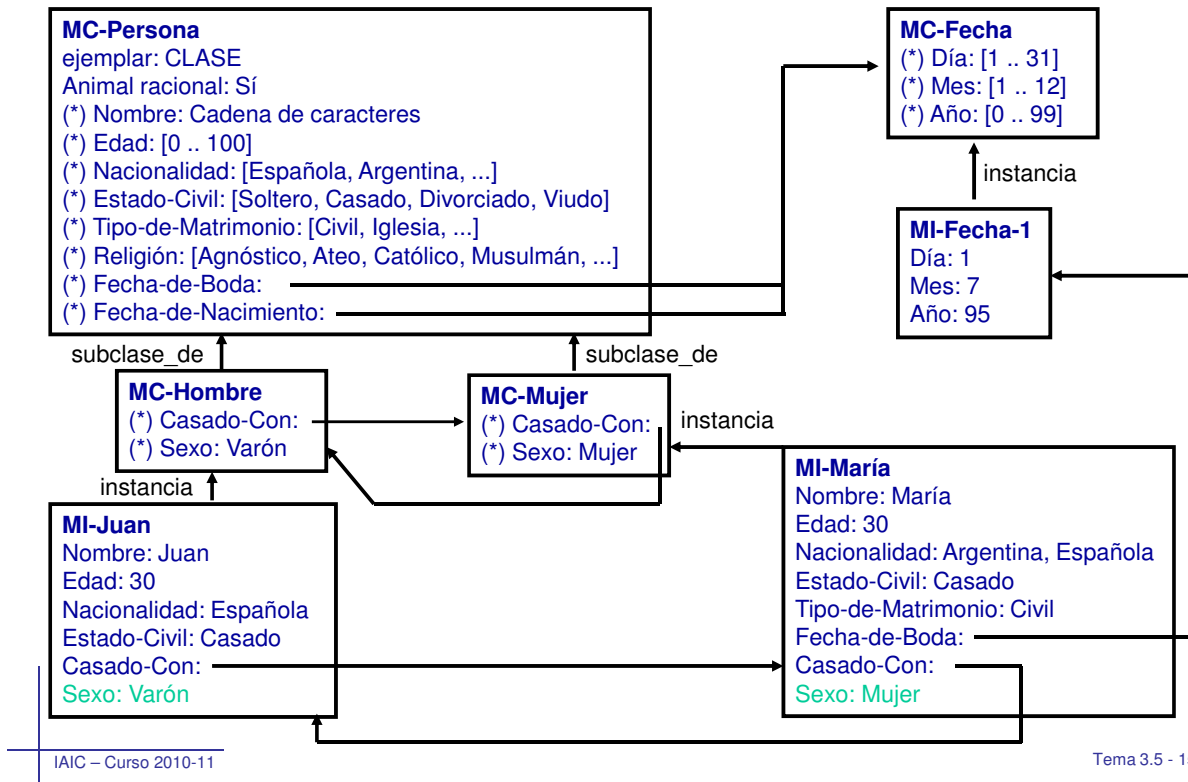 MC-Persona
ejemplar: CLASE
Animal racional: Sí
(*) Nombre: Cadena de caracteres
(*) Edad: [0 .. 100]
(*) Nacionalidad: [Española, Argentina, ...]
(*) Estado-Civil: [Soltero, Casado, Divorciado, Viudo]
(*) Tipo-de-Matrimonio: [Civil, Iglesia, ...]
(*) Religión: [Agnóstico, Ateo, Católico, Musulmán, ...]
(*) Fecha-de-Boda:
(*) Fecha-de-Nacimiento:
MC-Fecha
(*) Día: [1 .. 31]
(*) Mes: [1 .. 12]
(*) Año: [0 .. 99]
instancia
MI-Fecha-1
Día: 1
Mes: 7
Año: 95
subclase_de
subclase_de
MC-Hombre
(*) Casado-Con:
(*) Sexo: Varón
MC-Mujer
(*) Casado-Con:
(*) Sexo: Mujer
instancia
instancia
MI-Juan
Nombre: Juan
Edad: 30
Nacionalidad: Española
Estado-Civil: Casado
Casado-Con:
Sexo: Varón
MI-María
Nombre: María
Edad: 30
Nacionalidad: Argentina, Española
Estado-Civil: Casado
Tipo-de-Matrimonio: Civil
Fecha-de-Boda:
Casado-Con:
Sexo: Mujer
IAIC – Curso 2010-11
Tema 3.5 -